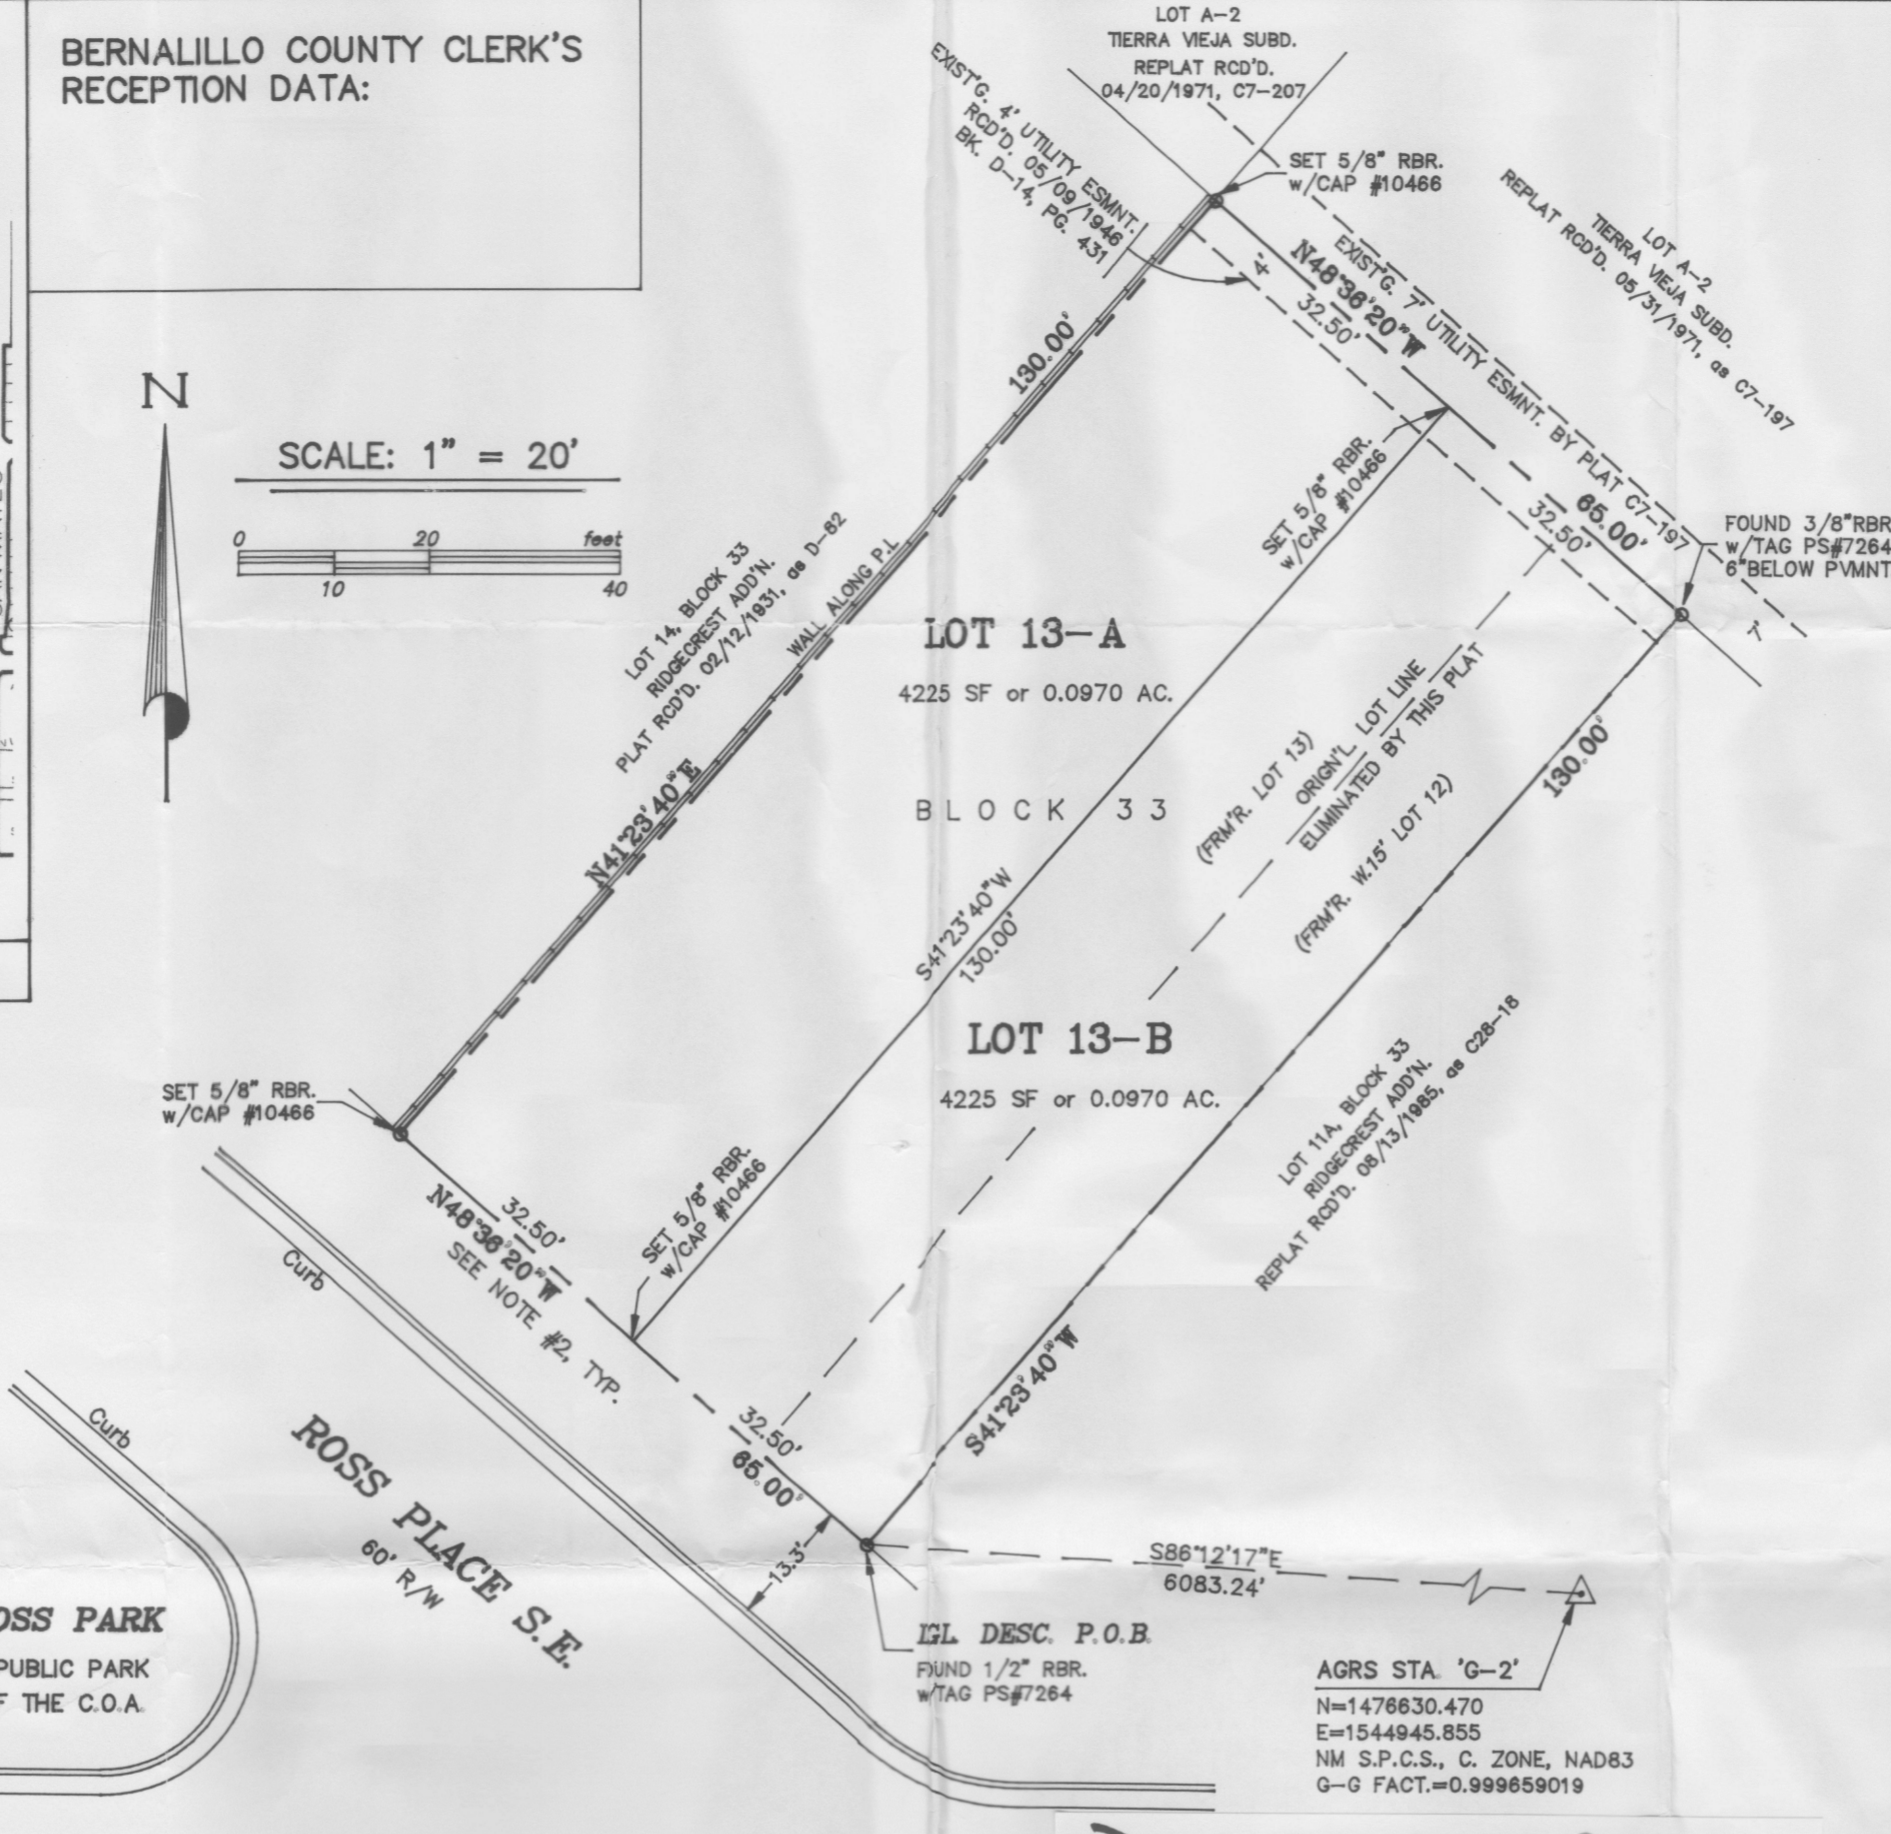 BERNALILLO COUNTY CLERK'S
RECEPTION DATA:
LOT A-2
TIERRA VIEJA SUBD.
REPLAT RCD'D.
04/20/1971, C7-207
EXIST'G. 4' UTILITY ESMNT.
RCD'D. 05/09/1946
BK. D-14, PG. 431
SET 5/8" RBR.
w/CAP #10466
LOT A-2
TIERRA VIEJA SUBD.
REPLAT RCD'D. 05/31/1971, as C7-197
4'
N48°36'20"W
32.50'
EXIST'G. 7' UTILITY ESMNT. BY PLAT C7-197
N
SCALE: 1" = 20'
0 20 feet
10 40
130.00'
SET 5/8" RBR.
w/CAP #10466
65.00'
32.50'
FOUND 3/8"RBR
w/TAG PS#7264
6"BELOW PVMNT
7'
LOT 14, BLOCK 33
RIDGECREST ADD'N.
PLAT RCD'D. 02/12/1931, as D-62
WALL ALONG P.L
LOT 13-A
4225 SF or 0.0970 AC.
N41°23'40"E
BLOCK 33
(FRM'R. LOT 13)
ORIGN'L. LOT LINE
ELIMINATED BY THIS PLAT
(FRM'R. W.15' LOT 12)
130.00'
S41°23'40"W
130.00'
LOT 13-B
4225 SF or 0.0970 AC.
LOT 11A, BLOCK 33
RIDGECREST ADD'N.
REPLAT RCD'D. 08/13/1985, as C28-18
SET 5/8" RBR.
w/CAP #10466
32.50'
N48°36'20"W
SEE NOTE #2, TYP.
SET 5/8" RBR.
w/CAP #10466
Curb
Curb
32.50'
65.00'
S41°23'40"W
ROSS PLACE S.E.
60' R/W
13.3'
S86°12'17"E
6083.24'
OSS PARK
PUBLIC PARK
F THE C.O.A.
LGL DESC. P.O.B.
FOUND 1/2" RBR.
w/TAG PS#7264
AGRS STA. 'G-2'
N=1476630.470
E=1544945.855
NM S.P.C.S., C. ZONE, NAD83
G-G FACT.=0.999659019